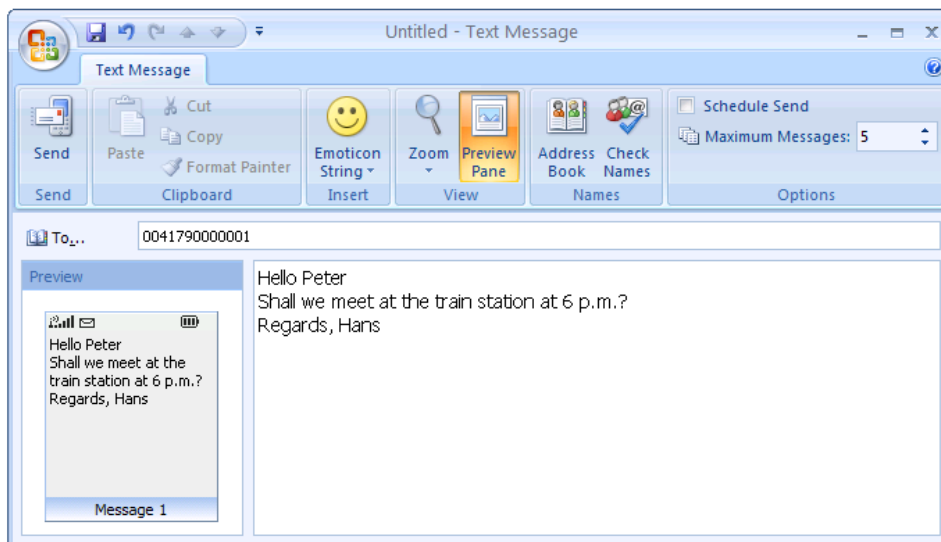 Untitled - Text Message
Text Message
Send
Paste
Cut
Copy
Format Painter
Emoticon
String
Zoom
Preview
Pane
Address
Book
Check
Names
Schedule Send
Maximum Messages: 5
Send
Clipboard
Insert
View
Names
Options
To...
0041790000001
Preview
Hello Peter
Shall we meet at the
train station at 6 p.m.?
Regards, Hans
Message 1
Hello Peter
Shall we meet at the train station at 6 p.m.?
Regards, Hans